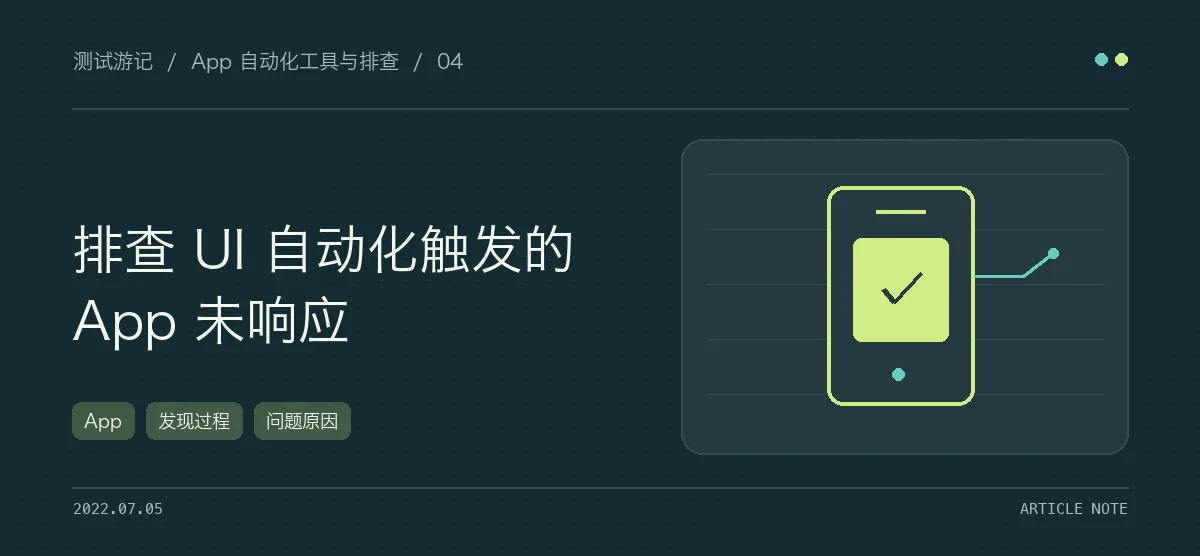 测试游记 / App 自动化工具与排查 / 04
排查 UI 自动化触发的
App 未响应
App 发现过程 问题原因
2022.07.05 ARTICLE NOTE